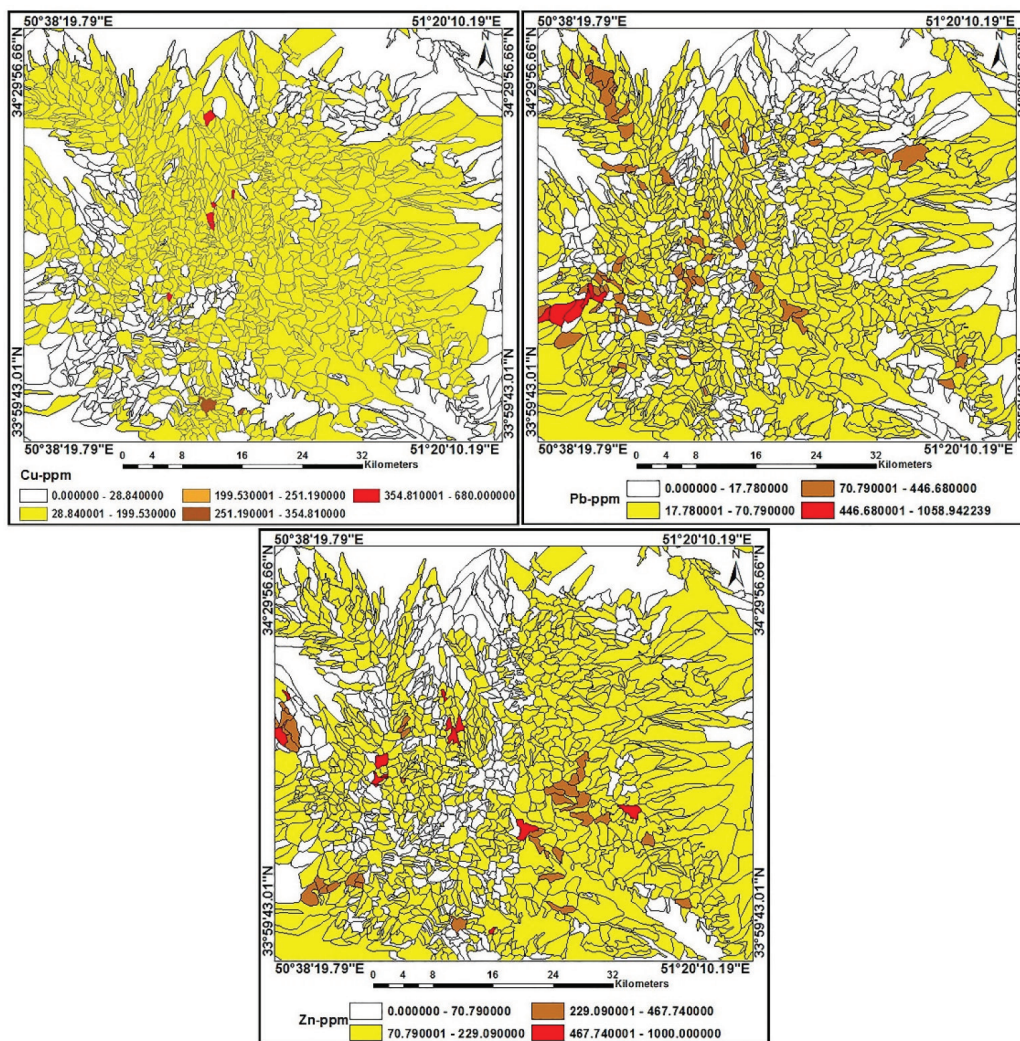 50°38'19.79"E 51°20'10.19"E
N
34°29'56.66"N 34°29'56.66"N
33°59'43.01"N 33°59'43.01"N
50°38'19.79"E 51°20'10.19"E
0 4 8 16 24 32
Kilometers
Cu-ppm
0.000000 - 28.840000 199.530001 - 251.190000 354.810001 - 680.000000
28.840001 - 199.530000 251.190001 - 354.810000
50°38'19.79"E 51°20'10.19"E
N
34°29'56.66"N
33°59'43.01"N
50°38'19.79"E 51°20'10.19"E
0 4 8 16 24 32
Kilometers
Pb-ppm
0.000000 - 17.780000 70.790001 - 446.680000
17.780001 - 70.790000 446.680001 - 1058.942239
50°38'19.79"E 51°20'10.19"E
N
34°29'56.66"N 34°29'56.66"N
33°59'43.01"N 33°59'43.01"N
50°38'19.79"E 51°20'10.19"E
0 4 8 16 24 32
Kilometers
Zn-ppm
0.000000 - 70.790000 229.090001 - 467.740000
70.790001 - 229.090000 467.740001 - 1000.000000